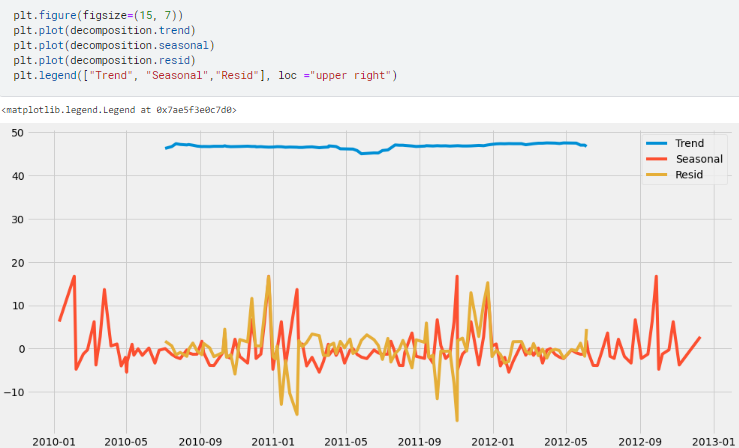 plt.figure(figsize=(15, 7))
plt.plot(decomposition.trend)
plt.plot(decomposition.seasonal)
plt.plot(decomposition.resid)
plt.legend(["Trend", "Seasonal","Resid"], loc ="upper right")
<matplotlib.legend.Legend at 0x7ae5f3e0c7d0>
50
Trend
Seasonal
Resid
40
30
20
10
0
−10
2010-01 2010-05 2010-09 2011-01 2011-05 2011-09 2012-01 2012-05 2012-09 2013-01